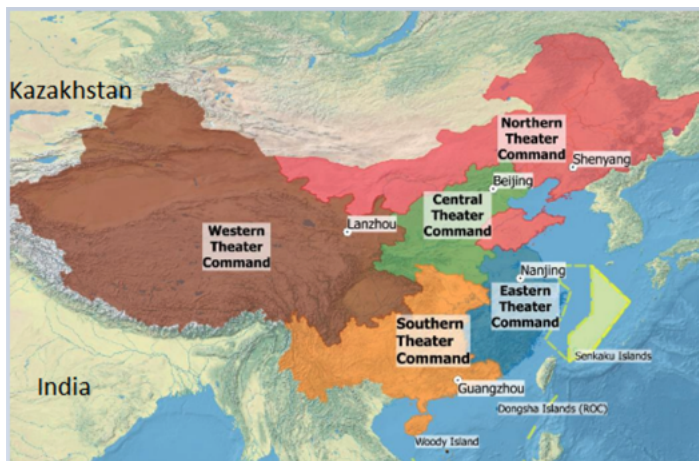 Kazakhstan
Northern
Theater
Command
Shenyang
Beijing
Central
Theater
Command
Lanzhou
Western
Theater
Command
Nanjing
Eastern
Theater
Command
Southern
Theater
Command
Senkaku Islands
India
Guangzhou
Dongsha Islands (ROC)
Woody Island